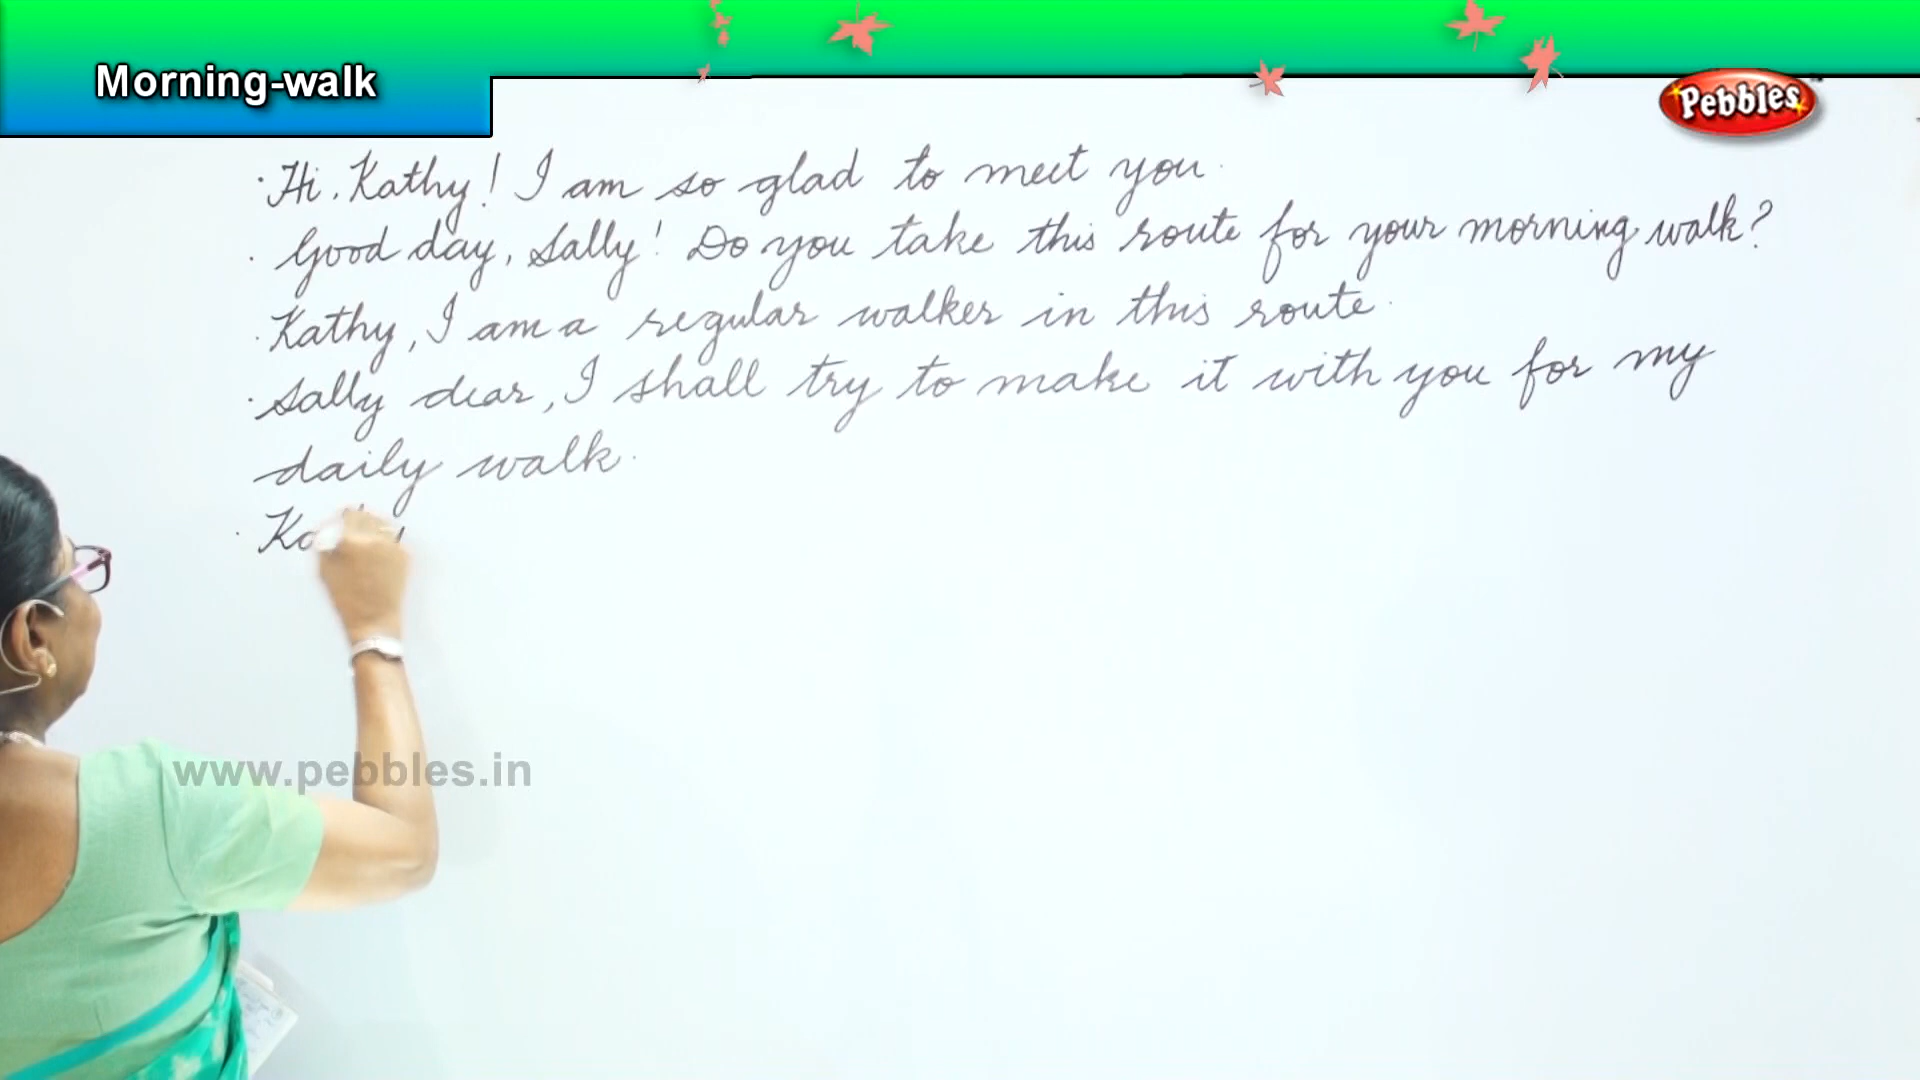 Morning-walk
Pebbles
· Hi, Kathy! I am so glad to meet you.
· Good day, Sally! Do you take this route for your morning walk?
· Kathy, I am a regular walker in this route.
· Sally dear, I shall try to make it with you for my
daily walk.
·
www.pebbles.in